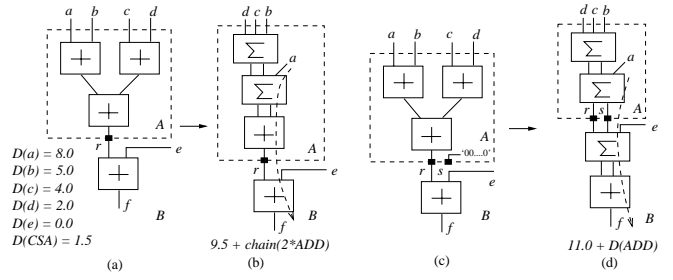 a b c d
+ +
+
A
r
e
+
f
B
D(a) = 8.0
D(b) = 5.0
D(c) = 4.0
D(d) = 2.0
D(e) = 0.0
D(CSA) = 1.5
(a)
d c b
Σ
a
Σ
+
A
r
e
+
f
B
9.5 + chain(2*ADD)
(b)
a b c d
+ +
+
A
r s '00....0'
e
+
f
B
(c)
d c b
Σ
a
Σ
A
r s
e
Σ
+
f
B
11.0 + D(ADD)
(d)